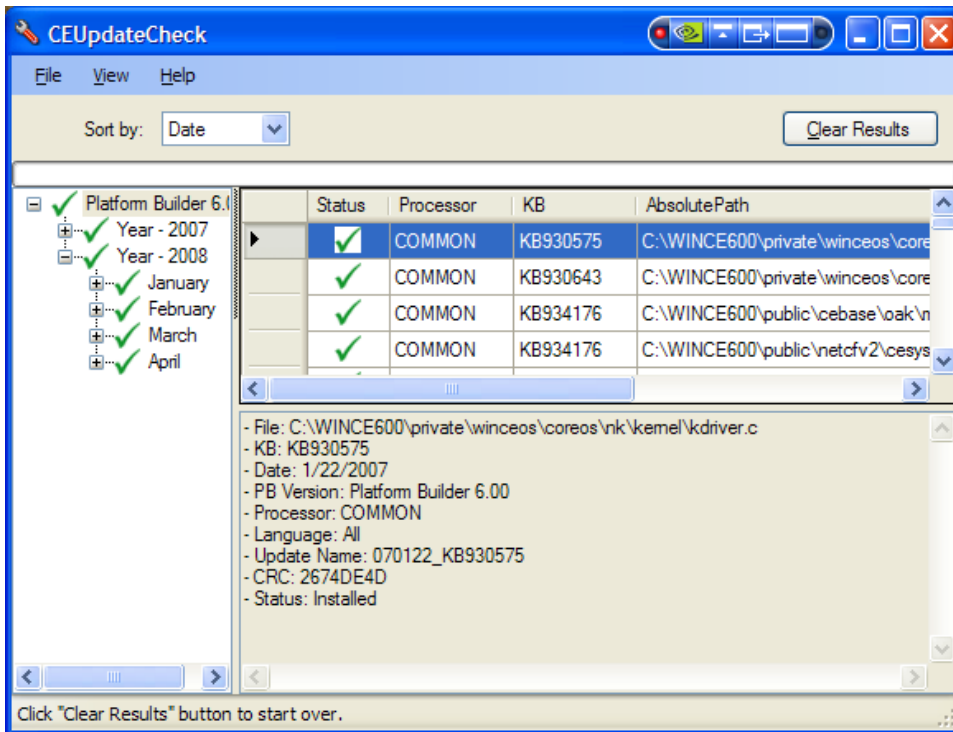 CEUpdateCheck
File View Help
Sort by: Date Clear Results
Platform Builder 6.
Year - 2007
Year - 2008
January
February
March
April
Status Processor KB AbsolutePath
COMMON KB930575 C:\WINCE600\private\winceos\core
COMMON KB930643 C:\WINCE600\private\winceos\core
COMMON KB934176 C:\WINCE600\public\cebase\oak\
COMMON KB934176 C:\WINCE600\public\netcfv2\cesys
- File: C:\WINCE600\private\winceos\coreos\nk\kernel\kdriver.c
- KB: KB930575
- Date: 1/22/2007
- PB Version: Platform Builder 6.00
- Processor: COMMON
- Language: All
- Update Name: 070122_KB930575
- CRC: 2674DE4D
- Status: Installed
Click "Clear Results" button to start over.